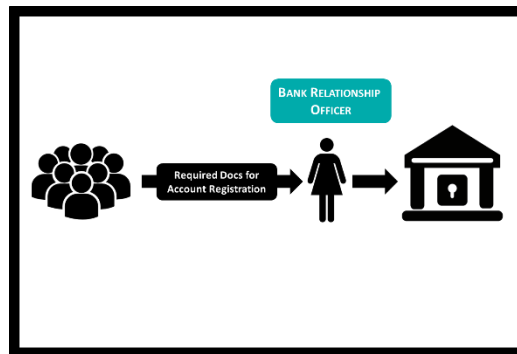 BANK RELATIONSHIP
OFFICER
Required Docs for
Account Registration